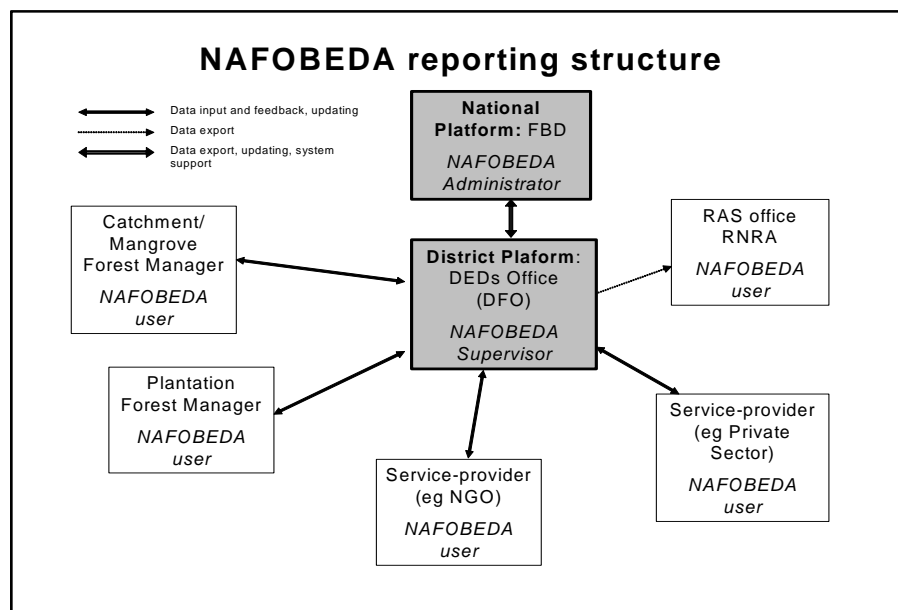 NAFOBEDA reporting structure
Data input and feedback, updating
Data export
Data export, updating, system
support
National
Platform: FBD
NAFOBEDA
Administrator
Catchment/
Mangrove
Forest Manager
NAFOBEDA
user
District Plaform:
DEDs Office
(DFO)
NAFOBEDA
Supervisor
RAS office
RNRA
NAFOBEDA
user
Plantation
Forest Manager
NAFOBEDA
user
Service-provider
(eg NGO)
NAFOBEDA
user
Service-provider
(eg Private
Sector)
NAFOBEDA
user